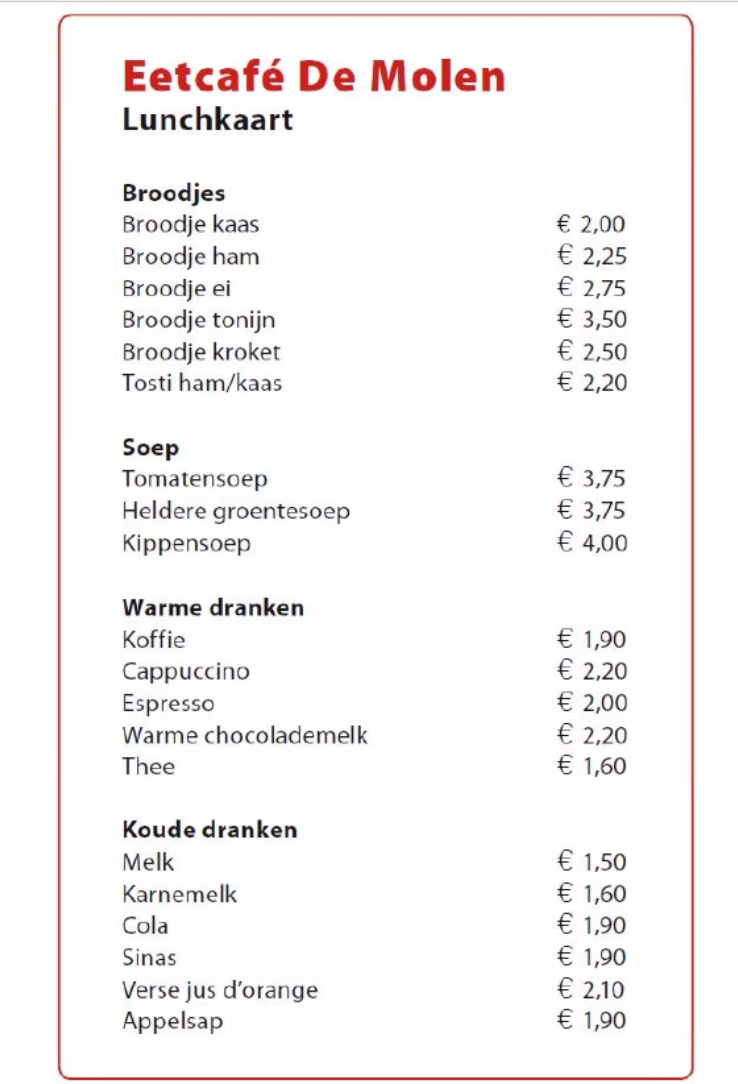 Eetcafé De Molen
Lunchkaart
Broodjes
Broodje kaas € 2,00
Broodje ham € 2,25
Broodje ei € 2,75
Broodje tonijn € 3,50
Broodje kroket € 2,50
Tosti ham/kaas € 2,20
Soep
Tomatensoep € 3,75
Heldere groentesoep € 3,75
Kippensoep € 4,00
Warme dranken
Koffie € 1,90
Cappuccino € 2,20
Espresso € 2,00
Warme chocolademelk € 2,20
Thee € 1,60
Koude dranken
Melk € 1,50
Karnemelk € 1,60
Cola € 1,90
Sinas € 1,90
Verse jus d’orange € 2,10
Appelsap € 1,90